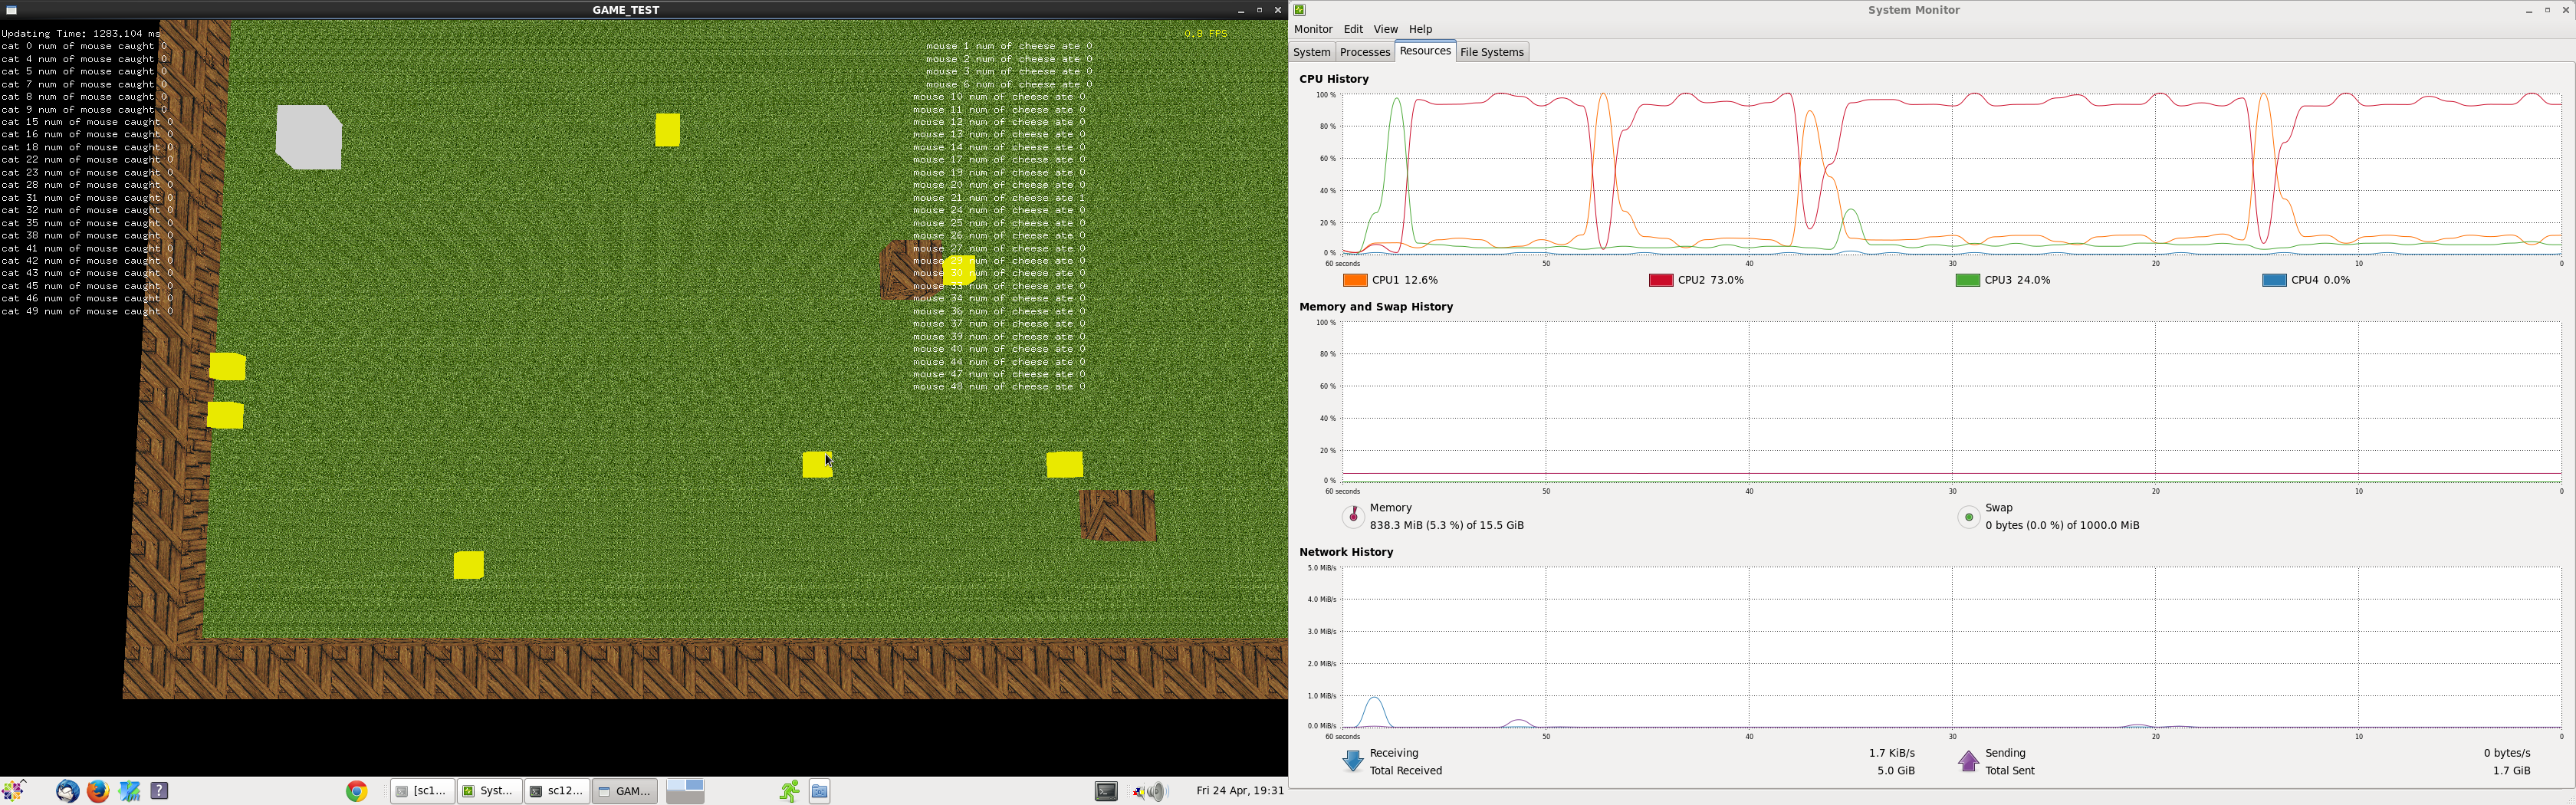 GAME_TEST
Updating Time: 1283.104 ms
0.8 FPS
cat 0 num of mouse caught 0
cat 4 num of mouse caught 0
cat 5 num of mouse caught 0
cat 7 num of mouse caught 0
cat 8 num of mouse caught 0
cat 9 num of mouse caught 0
cat 15 num of mouse caught 0
cat 16 num of mouse caught 0
cat 18 num of mouse caught 0
cat 22 num of mouse caught 0
cat 23 num of mouse caught 0
cat 28 num of mouse caught 0
cat 31 num of mouse caught 0
cat 32 num of mouse caught 0
cat 35 num of mouse caught 0
cat 38 num of mouse caught 0
cat 41 num of mouse caught 0
cat 42 num of mouse caught 0
cat 43 num of mouse caught 0
cat 45 num of mouse caught 0
cat 46 num of mouse caught 0
cat 49 num of mouse caught 0
mouse 1 num of cheese ate 0
mouse 2 num of cheese ate 0
mouse 3 num of cheese ate 0
mouse 6 num of cheese ate 0
mouse 10 num of cheese ate 0
mouse 11 num of cheese ate 0
mouse 12 num of cheese ate 0
mouse 13 num of cheese ate 0
mouse 14 num of cheese ate 0
mouse 17 num of cheese ate 0
mouse 19 num of cheese ate 0
mouse 20 num of cheese ate 0
mouse 21 num of cheese ate 1
mouse 24 num of cheese ate 0
mouse 25 num of cheese ate 0
mouse 26 num of cheese ate 0
mouse 27 num of cheese ate 0
mouse 29 num of cheese ate 0
mouse 30 num of cheese ate 0
mouse 33 num of cheese ate 0
mouse 34 num of cheese ate 0
mouse 36 num of cheese ate 0
mouse 37 num of cheese ate 0
mouse 39 num of cheese ate 0
mouse 40 num of cheese ate 0
mouse 44 num of cheese ate 0
mouse 47 num of cheese ate 0
mouse 48 num of cheese ate 0
[sc1...
Syst...
sc12...
GAM...
Fri 24 Apr, 19:31
System Monitor
Monitor Edit View Help
System Processes Resources File Systems
CPU History
100 %
80 %
60 %
40 %
20 %
0 %
60 seconds 50 40 30 20 10 0
CPU1 12.6% CPU2 73.0% CPU3 24.0% CPU4 0.0%
Memory and Swap History
100 %
80 %
60 %
40 %
20 %
0 %
60 seconds 50 40 30 20 10 0
Memory
838.3 MiB (5.3 %) of 15.5 GiB
Swap
0 bytes (0.0 %) of 1000.0 MiB
Network History
5.0 MiB/s
4.0 MiB/s
3.0 MiB/s
2.0 MiB/s
1.0 MiB/s
0.0 MiB/s
60 seconds 50 40 30 20 10 0
Receiving 1.7 KiB/s
Total Received 5.0 GiB
Sending 0 bytes/s
Total Sent 1.7 GiB